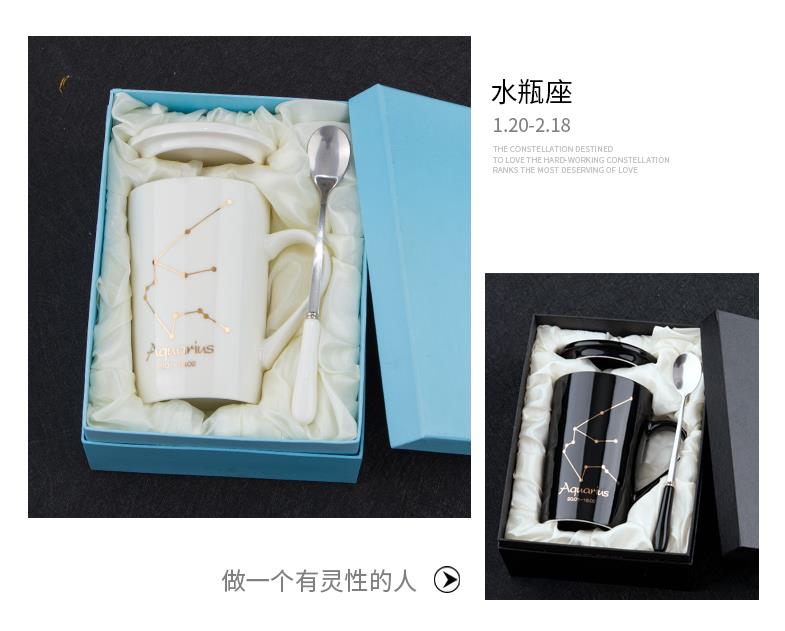 水瓶座
1.20-2.18
THE CONSTELLATION DESTINED
TO LOVE THE HARD-WORKING CONSTELLATION
RANKS THE MOST DESERVING OF LOVE
Aquarius
Aquarius
做一个有灵性的人